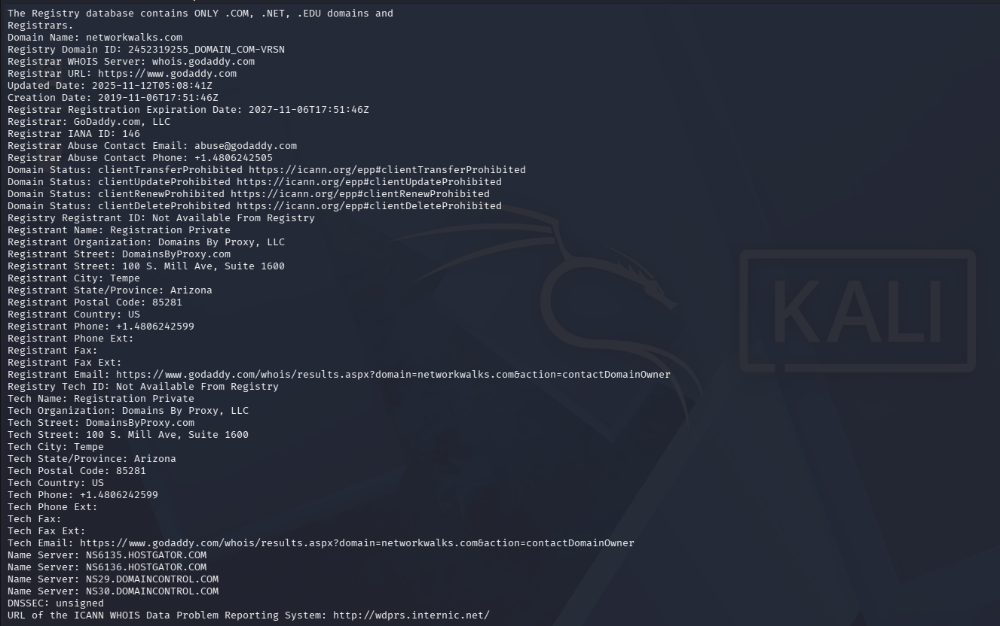 The Registry database contains ONLY .COM, .NET, .EDU domains and
Registrars.
Domain Name: networkwalks.com
Registry Domain ID: 2452319255_DOMAIN_COM-VRSN
Registrar WHOIS Server: whois.godaddy.com
Registrar URL: https://www.godaddy.com
Updated Date: 2025-11-12T05:08:41Z
Creation Date: 2019-11-06T17:51:46Z
Registrar Registration Expiration Date: 2027-11-06T17:51:46Z
Registrar: GoDaddy.com, LLC
Registrar IANA ID: 146
Registrar Abuse Contact Email: abuse@godaddy.com
Registrar Abuse Contact Phone: +1.4806242505
Domain Status: clientTransferProhibited https://icann.org/epp#clientTransferProhibited
Domain Status: clientUpdateProhibited https://icann.org/epp#clientUpdateProhibited
Domain Status: clientRenewProhibited https://icann.org/epp#clientRenewProhibited
Domain Status: clientDeleteProhibited https://icann.org/epp#clientDeleteProhibited
Registry Registrant ID: Not Available From Registry
Registrant Name: Registration Private
Registrant Organization: Domains By Proxy, LLC
Registrant Street: DomainsByProxy.com
Registrant Street: 100 S. Mill Ave, Suite 1600
Registrant City: Tempe
Registrant State/Province: Arizona
Registrant Postal Code: 85281
Registrant Country: US
Registrant Phone: +1.4806242599
Registrant Phone Ext:
Registrant Fax:
Registrant Fax Ext:
Registrant Email: https://www.godaddy.com/whois/results.aspx?domain=networkwalks.com&action=contactDomainOwner
Registry Tech ID: Not Available From Registry
Tech Name: Registration Private
Tech Organization: Domains By Proxy, LLC
Tech Street: DomainsByProxy.com
Tech Street: 100 S. Mill Ave, Suite 1600
Tech City: Tempe
Tech State/Province: Arizona
Tech Postal Code: 85281
Tech Country: US
Tech Phone: +1.4806242599
Tech Phone Ext:
Tech Fax:
Tech Fax Ext:
Tech Email: https://www.godaddy.com/whois/results.aspx?domain=networkwalks.com&action=contactDomainOwner
Name Server: NS6135.HOSTGATOR.COM
Name Server: NS6136.HOSTGATOR.COM
Name Server: NS29.DOMAINCONTROL.COM
Name Server: NS30.DOMAINCONTROL.COM
DNSSEC: unsigned
URL of the ICANN WHOIS Data Problem Reporting System: http://wdprs.internic.net/
KALI